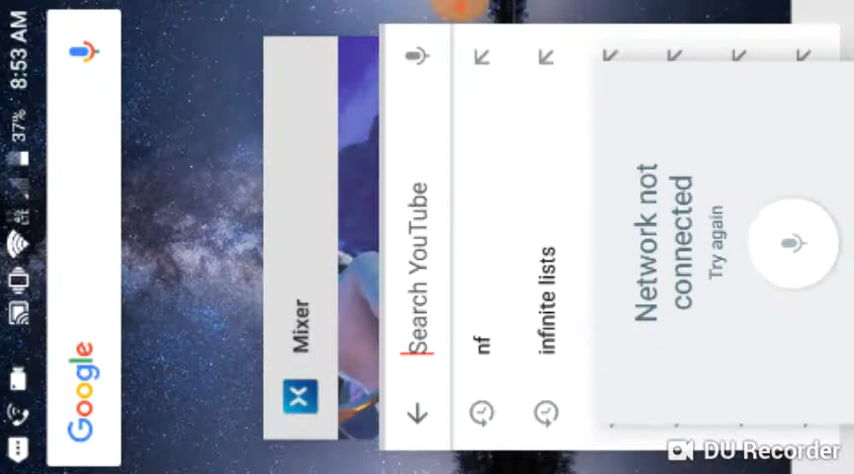 37% 8:53 AM
Google
Mixer
Search YouTube
nf
infinite lists
Network not
connected
Try again
DU Recorder